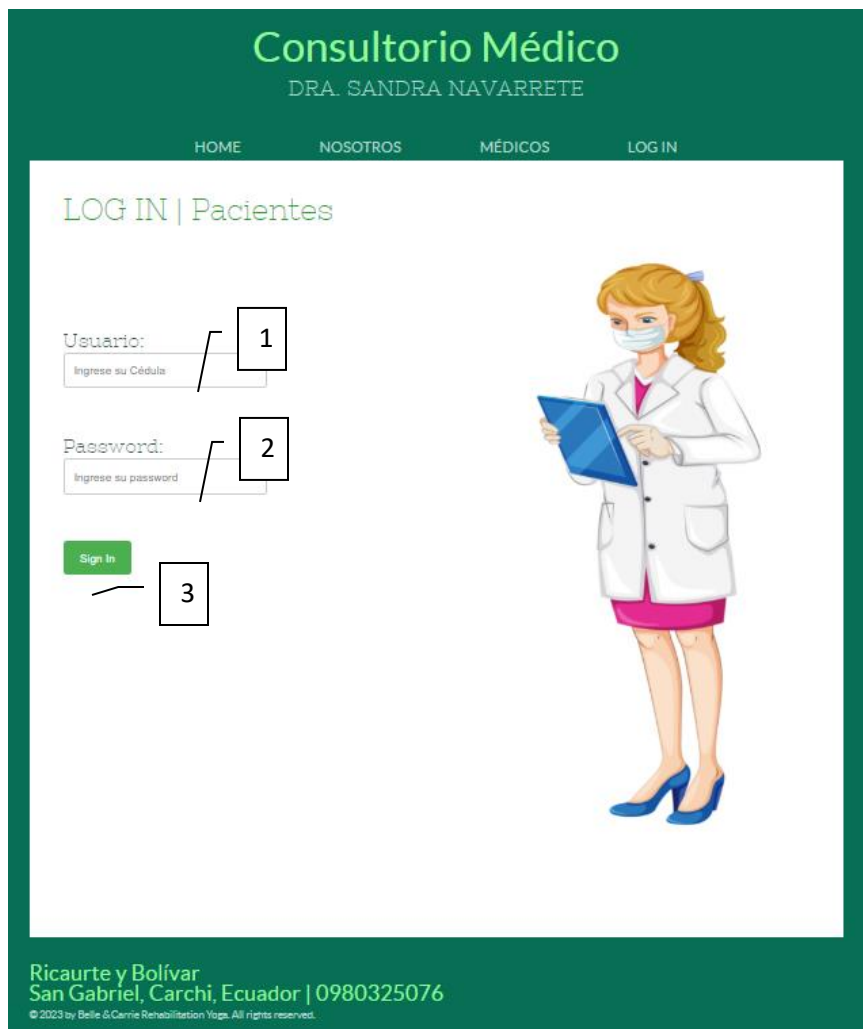 Consultorio Médico
DRA. SANDRA NAVARRETE
HOME NOSOTROS MÉDICOS LOG IN
LOG IN | Pacientes
1
Usuario:
Ingrese su Cédula
2
Password:
Ingrese su password
Sign In
3
Ricaurte y Bolívar
San Gabriel, Carchi, Ecuador | 0980325076
© 2023 by Belle & Carrie Rehabilitation Yoga. All rights reserved.